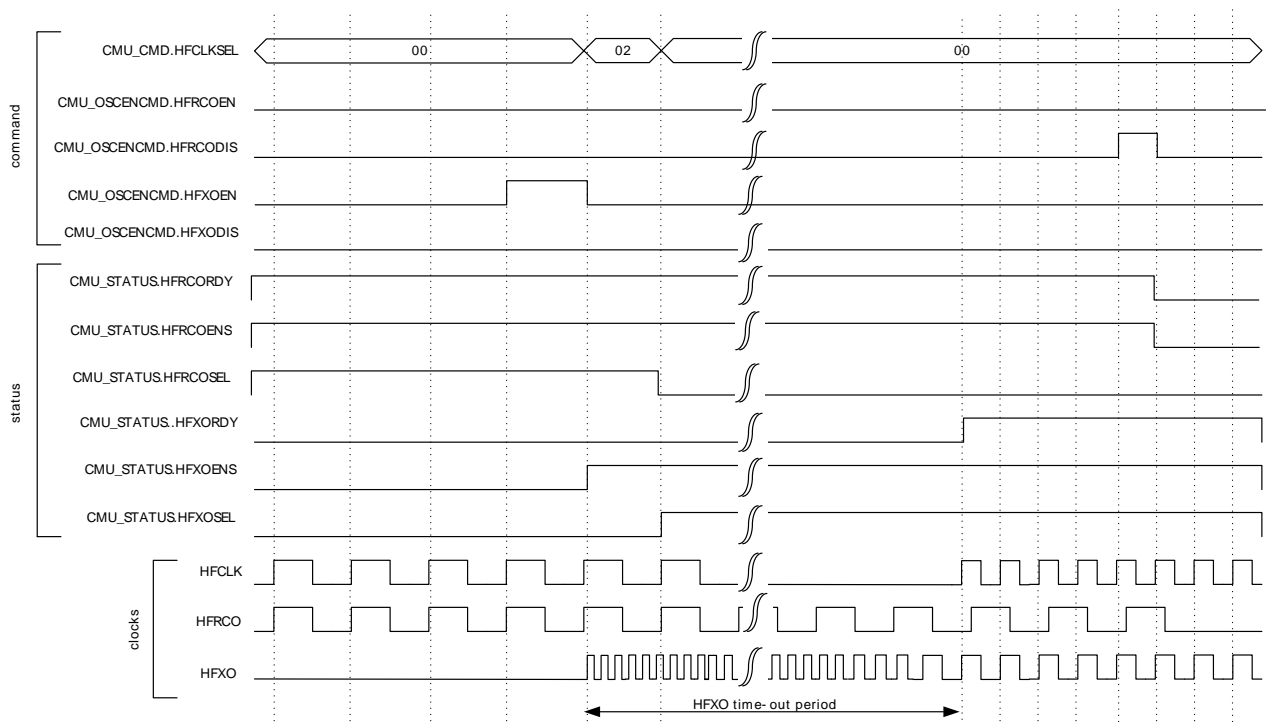 CMU_CMD.HFCLKSEL 00 02 00
CMU_OSCENCMD.HFRCOEN
command
CMU_OSCENCMD.HFRCODIS
CMU_OSCENCMD.HFXOEN
CMU_OSCENCMD.HFXODIS
CMU_STATUS.HFRCORDY
CMU_STATUS.HFRCOENS
CMU_STATUS.HFRCOSEL
status
CMU_STATUS..HFXORDY
CMU_STATUS.HFXOENS
CMU_STATUS.HFXOSEL
HFCLK
clocks
HFRCO
HFXO
HFXO time-out period